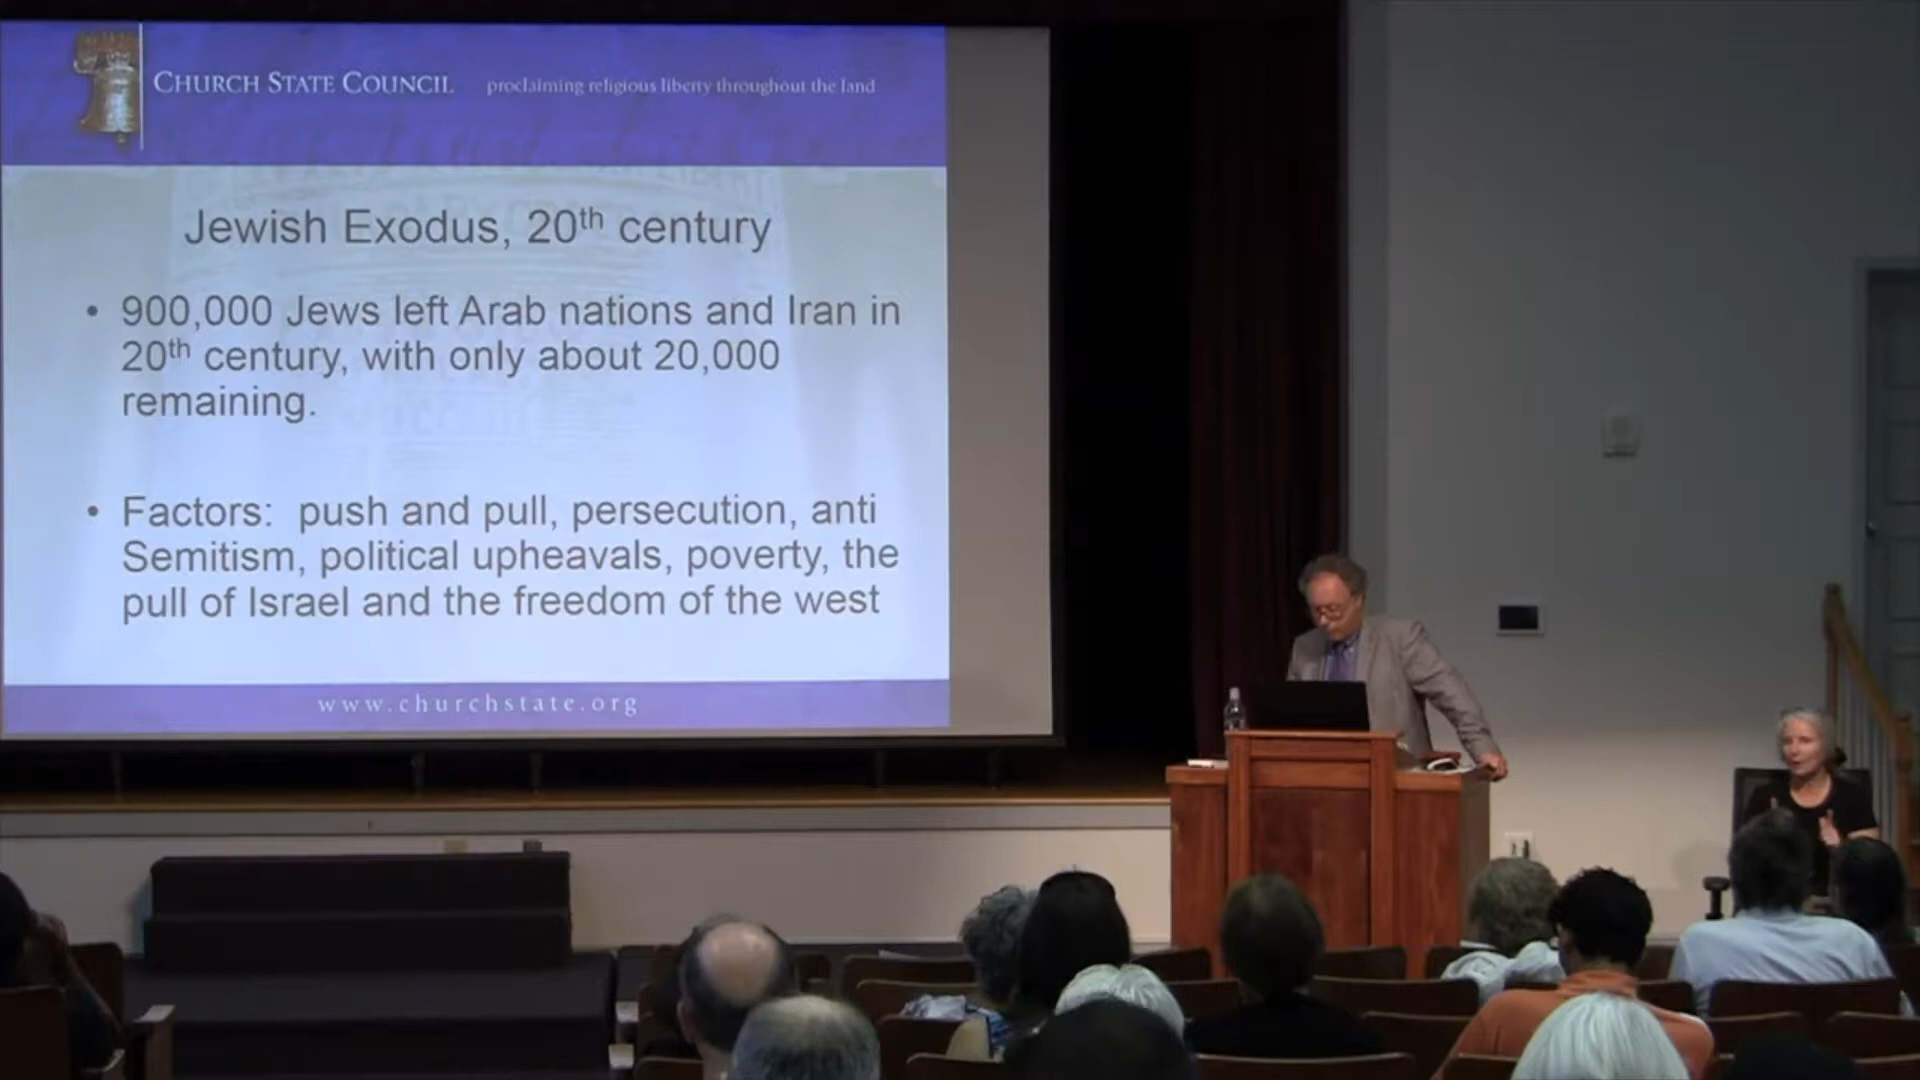 CHURCH STATE COUNCIL proclaiming religious liberty throughout the land
Jewish Exodus, 20th century
• 900,000 Jews left Arab nations and Iran in
20th century, with only about 20,000
remaining.
• Factors: push and pull, persecution, anti
Semitism, political upheavals, poverty, the
pull of Israel and the freedom of the west
www.churchstate.org